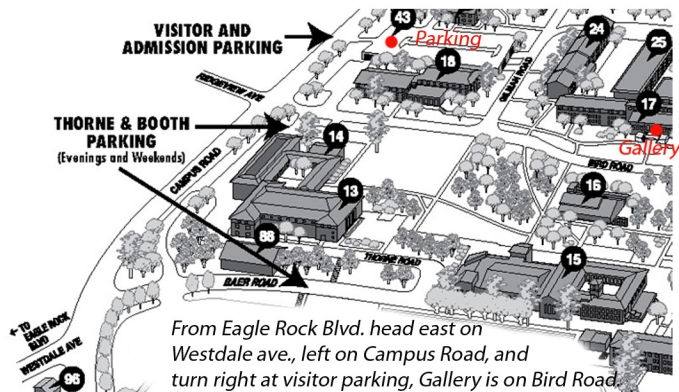 43
VISITOR AND
ADMISSION PARKING
Parking
24
25
18
GILMAN ROAD
RIDGEVIEW AVE
17
THORNE & BOOTH
PARKING
(Evenings and Weekends)
14
Gallery
BIRD ROAD
CAMPUS ROAD
16
13
88
THORNE ROAD
15
BAER ROAD
← TO
EAGLE ROCK
BLVD
WESTDALE AVE
96
From Eagle Rock Blvd. head east on
Westdale ave., left on Campus Road, and
turn right at visitor parking, Gallery is on Bird Road.